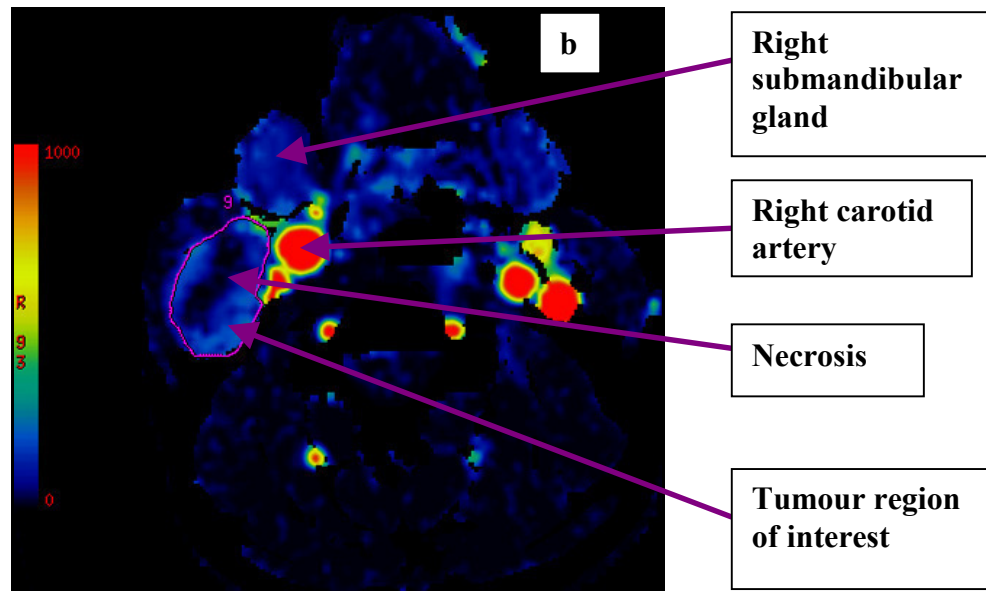 b
Right
submandibular
gland
1000
9
Right carotid
artery
R
9
3
Necrosis
0
Tumour region
of interest